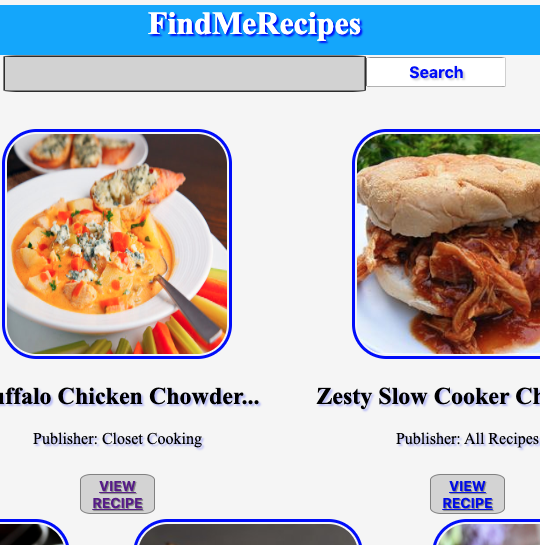 FindMeRecipes
Search
uffalo Chicken Chowder...
Zesty Slow Cooker Ch
Publisher: Closet Cooking
Publisher: All Recipes
VIEW
RECIPE
VIEW
RECIPE